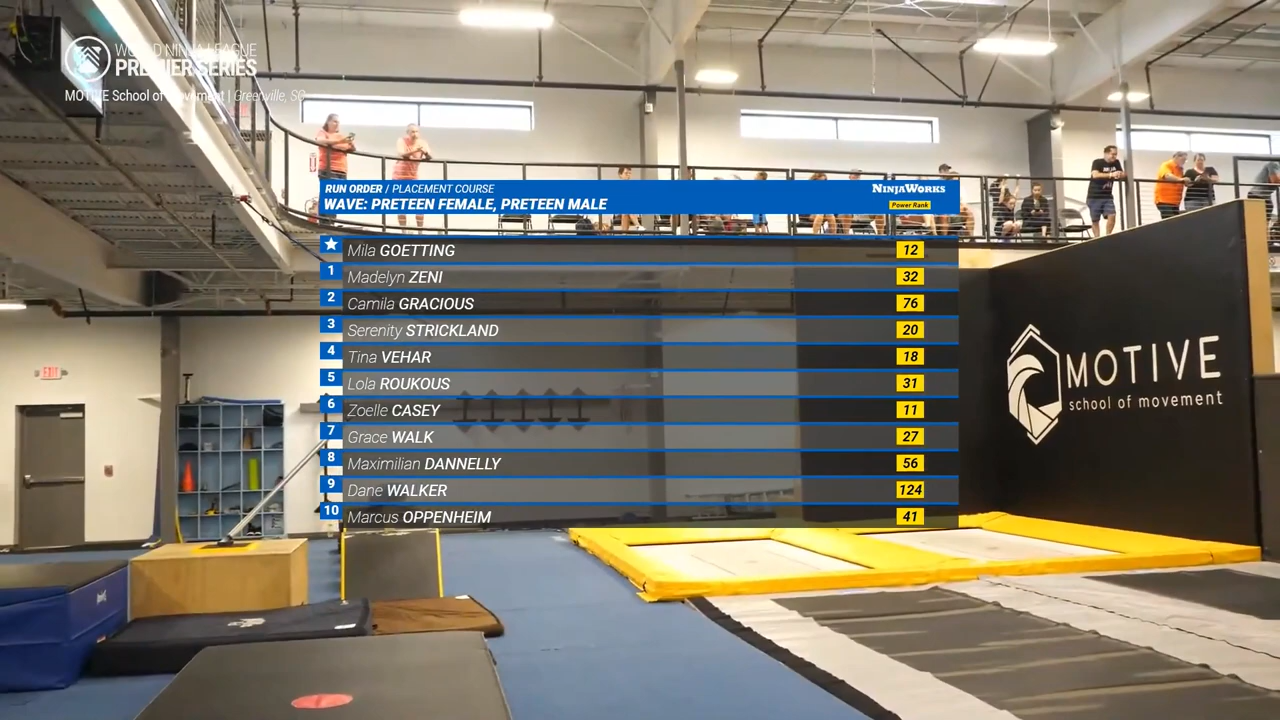 WORLD NINJA LEAGUE
PREMIER SERIES
MOTIVE School of Movement | Greenville, SC
RUN ORDER / PLACEMENT COURSE
WAVE: PRETEEN FEMALE, PRETEEN MALE
NINJAWORKS
Power Rank
★ Mila GOETTING 12
1 Madelyn ZENI 32
2 Camila GRACIOUS 76
3 Serenity STRICKLAND 20
4 Tina VEHAR 18
5 Lola ROUKOUS 31
6 Zoelle CASEY 11
7 Grace WALK 27
8 Maximilian DANNELLY 56
9 Dane WALKER 124
10 Marcus OPPENHEIM 41
EXIT
MOTIVE
school of movement